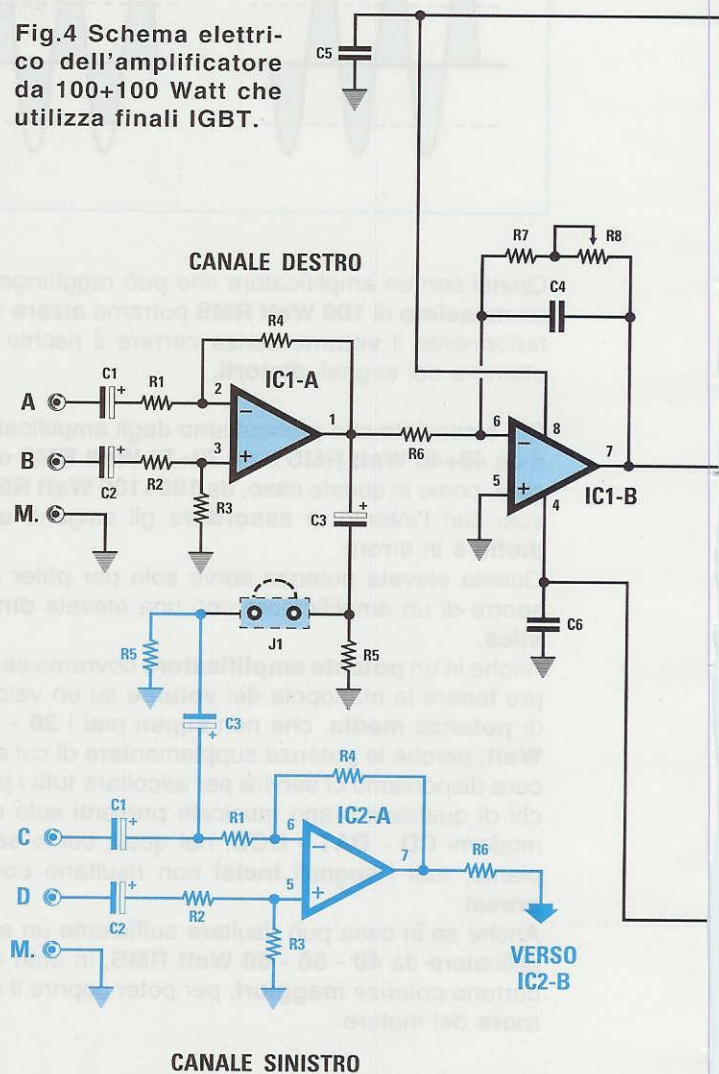 Fig.4 Schema elettri-
co dell'amplificatore
da 100+100 Watt che
utilizza finali IGBT.
C5
CANALE DESTRO
R7
R8
C4
R4
IC1-A
A
C1
+
R1
2
−
1
R6
6
−
8
7
B
C2
+
R2
3
+
5
+
4
IC1-B
M.
R3
C3
+
J1
R5
R5
C6
C3
+
R4
IC2-A
C
C1
+
R1
6
−
7
R6
D
C2
+
R2
5
+
R3
M.
VERSO
IC2-B
CANALE SINISTRO